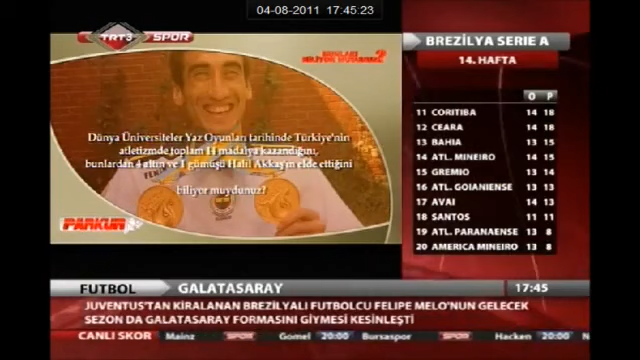 04-08-2011 17:45:23
TRT3 SPOR
BREZİLYA SERIE A
14. HAFTA
O P
11 CORITIBA 14 18
12 CEARA 14 18
13 BAHIA 13 15
14 ATL. MINEIRO 14 15
15 GREMIO 13 14
16 ATL. GOIANIENSE 13 13
17 AVAI 14 13
18 SANTOS 11 11
19 ATL. PARANAENSE 13 8
20 AMERICA MINEIRO 13 8
Dünya Üniversiteler Yaz Oyunları tarihinde Türkiye'nin
atletizmde toplam 14 madalya kazandığını,
bunlardan 4 altın ve 1 gümüşü Halil Akkaş'ın elde ettiğini
biliyor muydunuz?
PARKUR
FUTBOL GALATASARAY 17:45
JUVENTUS'TAN KİRALANAN BREZİLYALI FUTBOLCU FELIPE MELO'NUN GELECEK
SEZON DA GALATASARAY FORMASINI GİYMESİ KESİNLEŞTİ
CANLI SKOR Mainz SPOR Gomel 20:00 Bursaspor SPOR Hacken 20:00